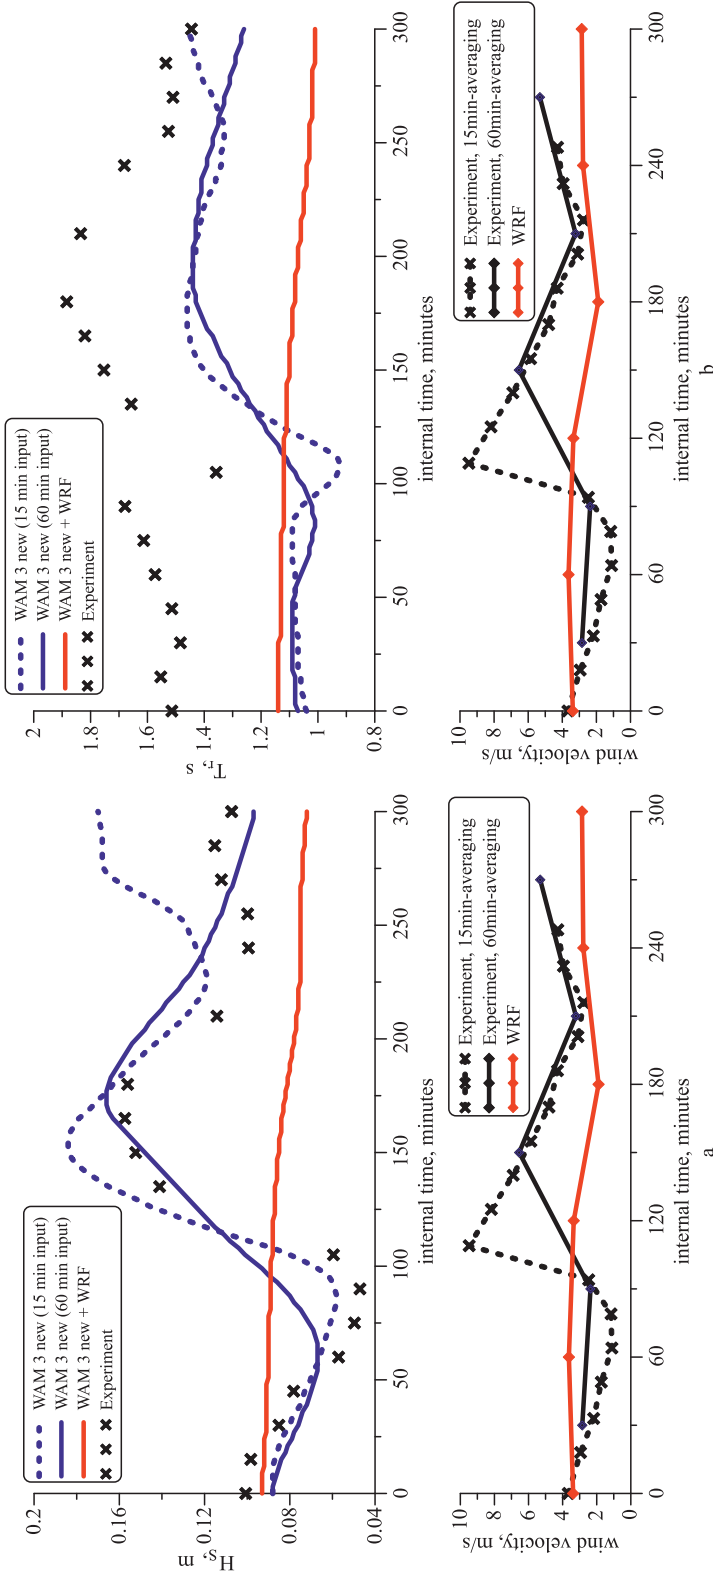 WAM 3 new (15 min input)
WAM 3 new (60 min input)
WAM 3 new + WRF
Experiment
0.2
0.16
0.12
0.08
0.04
H_S, m
0 50 100 150 200 250 300
internal time, minutes
Experiment, 15min-averaging
Experiment, 60min-averaging
WRF
10
8
6
4
2
0
wind velocity, m/s
0 60 120 180 240 300
internal time, minutes
a
WAM 3 new (15 min input)
WAM 3 new (60 min input)
WAM 3 new + WRF
Experiment
2
1.8
1.6
1.4
1.2
1
0.8
T_r, s
0 50 100 150 200 250 300
internal time, minutes
Experiment, 15min-averaging
Experiment, 60min-averaging
WRF
10
8
6
4
2
0
wind velocity, m/s
0 60 120 180 240 300
internal time, minutes
b